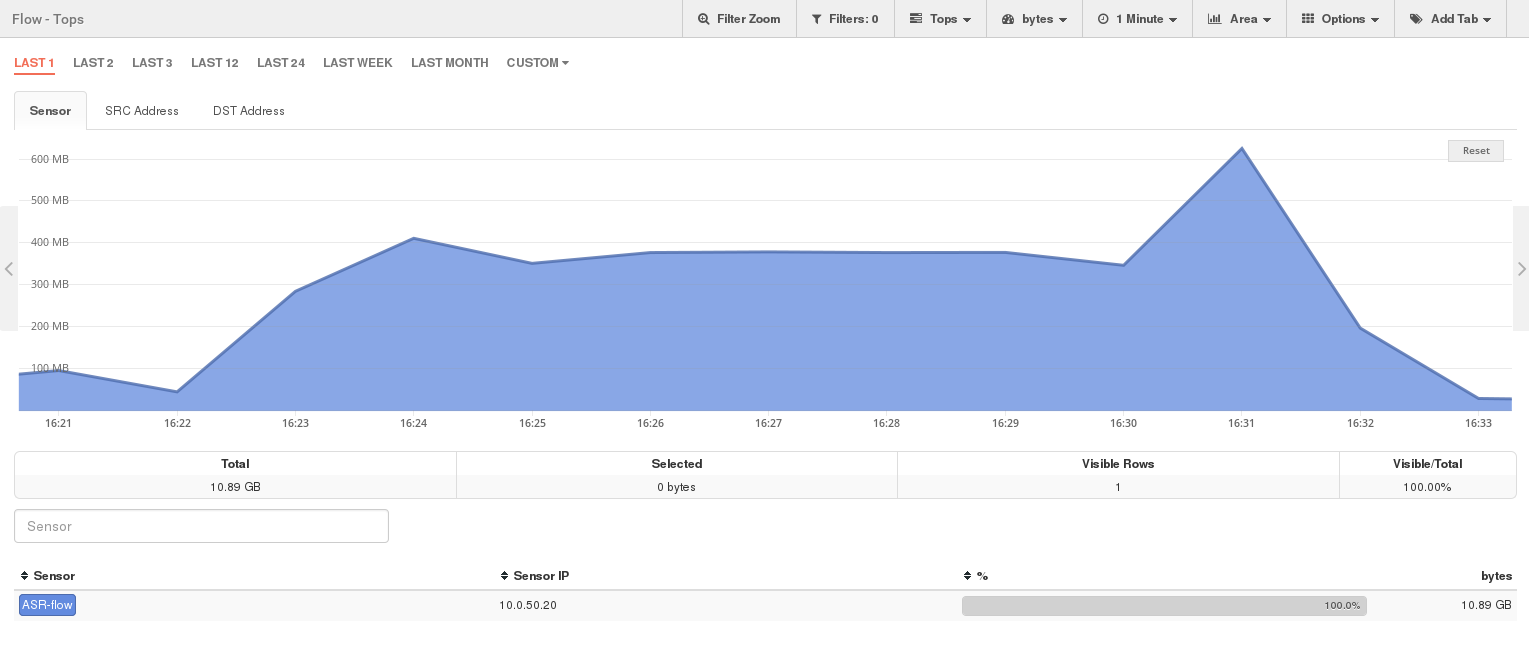 Flow - Tops Filter Zoom Filters: 0 Tops bytes 1 Minute Area Options Add Tab
LAST 1 LAST 2 LAST 3 LAST 12 LAST 24 LAST WEEK LAST MONTH CUSTOM
Sensor SRC Address DST Address
Reset
600 MB
500 MB
400 MB
300 MB
200 MB
100 MB
16:21 16:22 16:23 16:24 16:25 16:26 16:27 16:28 16:29 16:30 16:31 16:32 16:33
Total Selected Visible Rows Visible/Total
10.89 GB 0 bytes 1 100.00%
Sensor
Sensor Sensor IP % bytes
ASR-flow 10.0.50.20 100.0% 10.89 GB